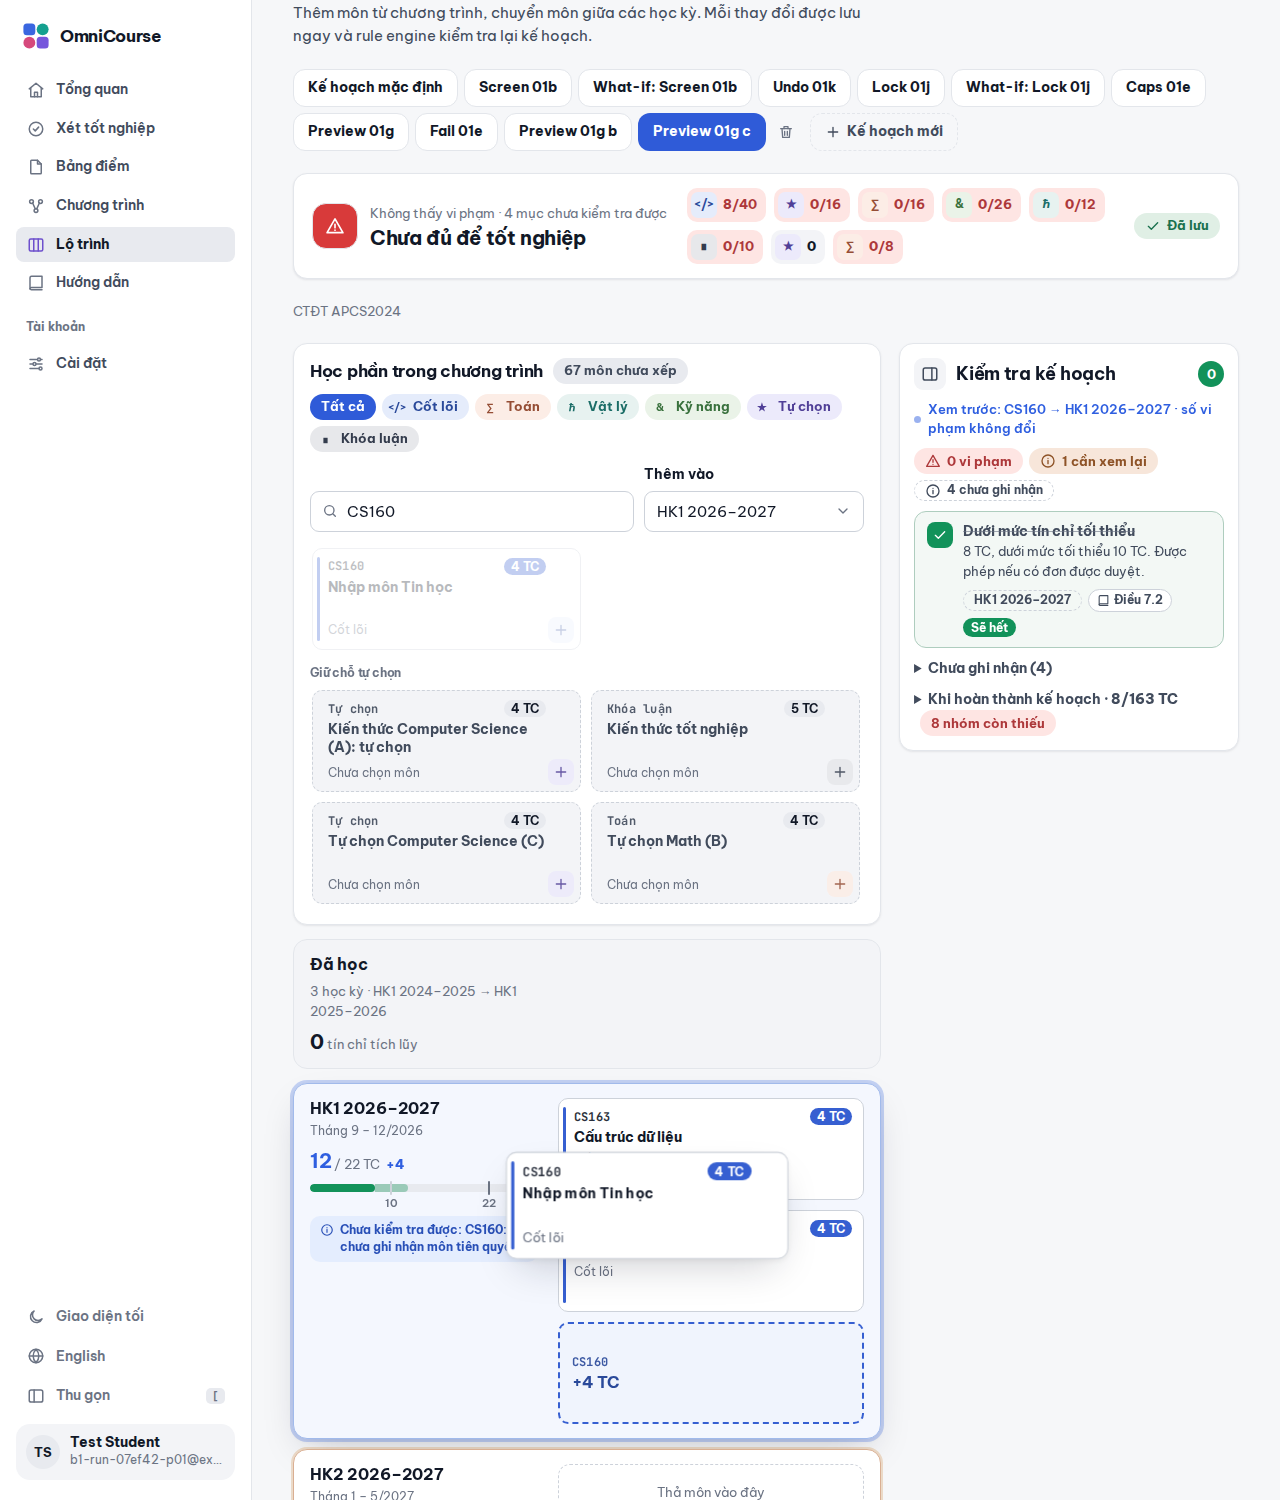 OmniCourse
Tổng quan
Xét tốt nghiệp
Bảng điểm
Chương trình
Lộ trình
Hướng dẫn
Tài khoản
Cài đặt
Giao diện tối
English
Thu gọn [
TS
Test Student
b1-run-07ef42-p01@ex...
Thêm môn từ chương trình, chuyển môn giữa các học kỳ. Mỗi thay đổi được lưu
ngay và rule engine kiểm tra lại kế hoạch.
Kế hoạch mặc định Screen 01b What-if: Screen 01b Undo 01k Lock 01j What-if: Lock 01j Caps 01e
Preview 01g Fail 01e Preview 01g b Preview 01g c + Kế hoạch mới
Không thấy vi phạm · 4 mục chưa kiểm tra được
Chưa đủ để tốt nghiệp
</> 8/40 ★ 0/16 ∑ 0/16 & 0/26 ℏ 0/12
∎ 0/10 ★ 0 ∑ 0/8
Đã lưu
CTĐT APCS2024
Học phần trong chương trình 67 môn chưa xếp
Tất cả </> Cốt lõi ∑ Toán ℏ Vật lý & Kỹ năng ★ Tự chọn
∎ Khóa luận
Thêm vào
CS160 HK1 2026–2027
CS160 4 TC
Nhập môn Tin học
Cốt lõi +
Giữ chỗ tự chọn
Tự chọn 4 TC
Kiến thức Computer Science
(A): tự chọn
Chưa chọn môn +
Khóa luận 5 TC
Kiến thức tốt nghiệp
Chưa chọn môn +
Tự chọn 4 TC
Tự chọn Computer Science (C)
Chưa chọn môn +
Toán 4 TC
Tự chọn Math (B)
Chưa chọn môn +
Đã học
3 học kỳ · HK1 2024–2025 → HK1
2025–2026
0 tín chỉ tích lũy
HK1 2026–2027
Tháng 9 – 12/2026
12 / 22 TC +4
10 22
Chưa kiểm tra được: CS160:
chưa ghi nhận môn tiên
CS163 4 TC
Cấu trúc dữ liệu
CS160 4 TC
Nhập môn Tin học
Cốt lõi
4 TC
Cốt lõi
CS160
+4 TC
HK2 2026–2027
Tháng 1 – 5/2027
Thả môn vào đây
Kiểm tra kế hoạch 0
Xem trước: CS160 → HK1 2026–2027 · số vi
phạm không đổi
0 vi phạm 1 cần xem lại
4 chưa ghi nhận
Dưới mức tín chỉ tối thiểu
8 TC, dưới mức tối thiểu 10 TC. Được
phép nếu có đơn được duyệt.
HK1 2026–2027 Điều 7.2
Sẽ hết
Chưa ghi nhận (4)
Khi hoàn thành kế hoạch · 8/163 TC
8 nhóm còn thiếu